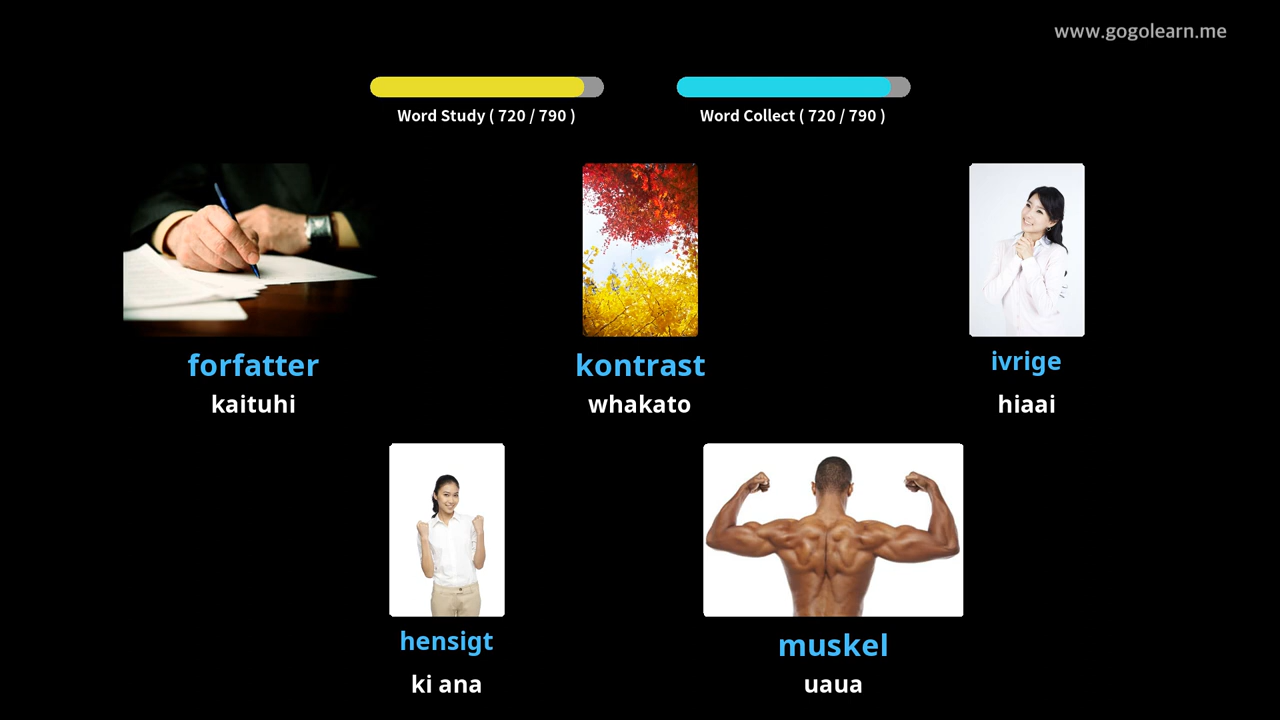 www.gogolearn.me
Word Study ( 720 / 790 )
Word Collect ( 720 / 790 )
forfatter
kaituhi
kontrast
whakato
ivrige
hiaai
hensigt
ki ana
muskel
uaua